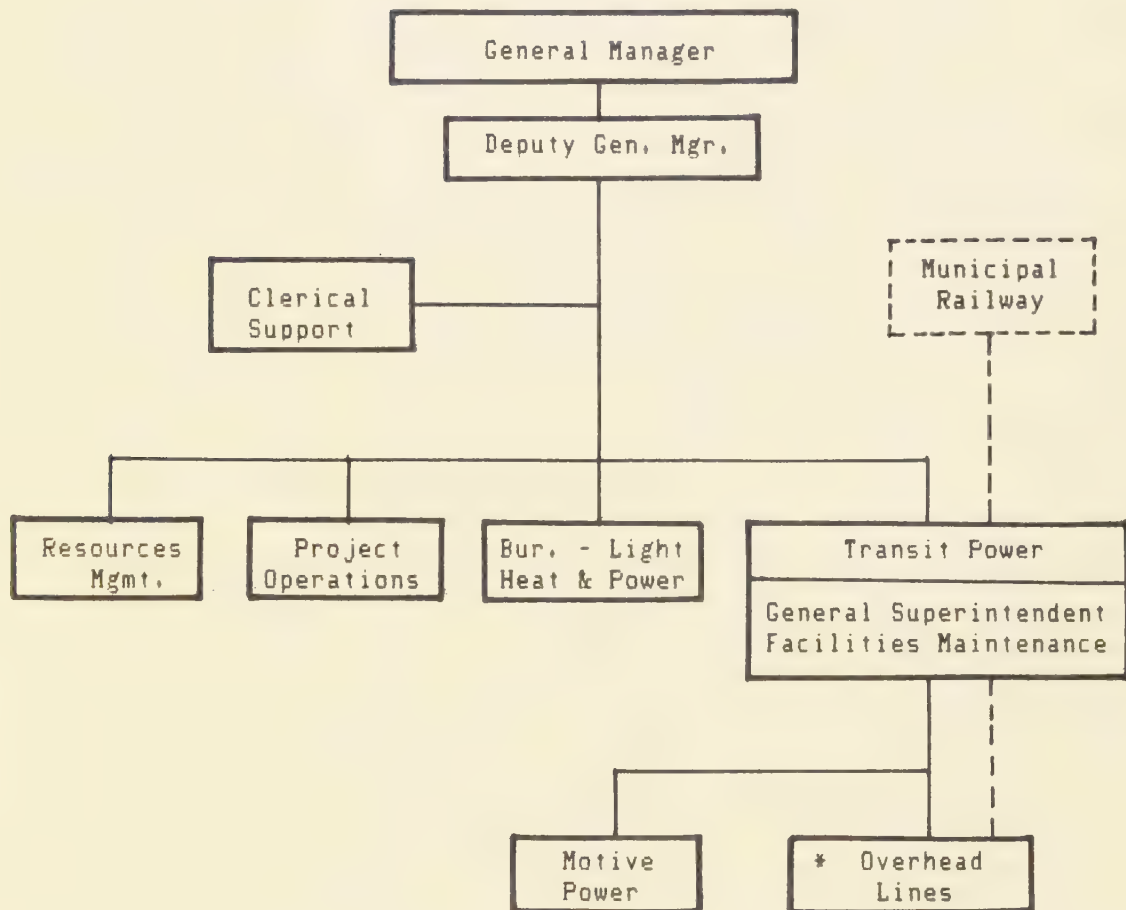 General Manager
Deputy Gen. Mgr.
Clerical
Support
Municipal
Railway
Resources
Mgmt.
Project
Operations
Bur. - Light
Heat & Power
Transit Power
General Superintendent
Facilities Maintenance
Motive
Power
* Overhead
Lines